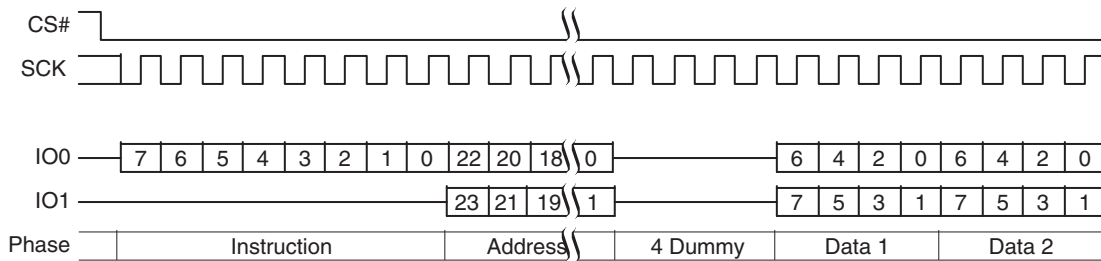 CS#
SCK
IO0 7 6 5 4 3 2 1 0 22 20 18 0 6 4 2 0 6 4 2 0
IO1 23 21 19 1 7 5 3 1 7 5 3 1
Phase Instruction Address 4 Dummy Data 1 Data 2